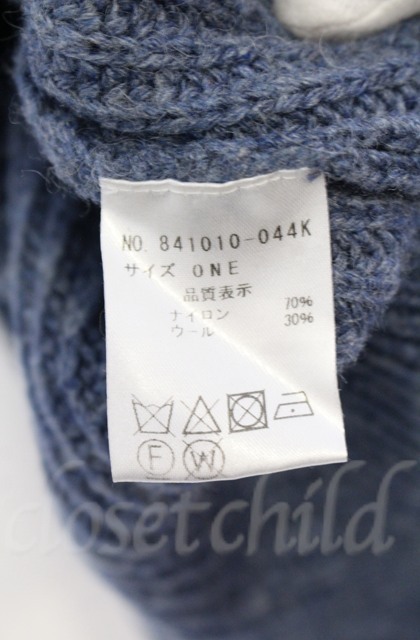 NO. 841010-044K
サイズ ONE
品質表示
ナイロン 70%
ウール 30%
F W
closetchild